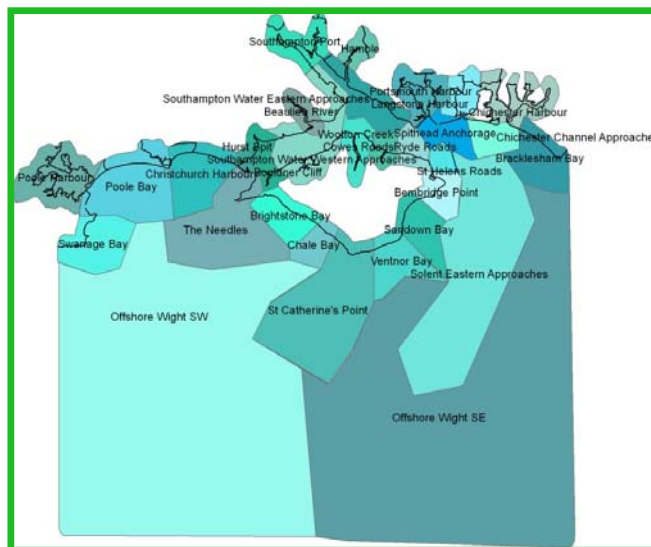 Southampton Port
Hamble
Portsmouth Harbour
Southampton Water Eastern Approaches
Langstone Harbour
Beaulieu River
Chichester Harbour
Wootton Creek
Spithead Anchorage
Chichester Channel Approaches
Hurst Spit
Cowes Roads
Ryde Roads
Southampton Water Western Approaches
Bracklesham Bay
Poole Harbour
Christchurch Harbour
Bouldner Cliff
St Helens Roads
Poole Bay
Bembridge Point
Brightstone Bay
The Needles
Sandown Bay
Swanage Bay
Chale Bay
Ventnor Bay
Solent Eastern Approaches
St Catherine's Point
Offshore Wight SW
Offshore Wight SE